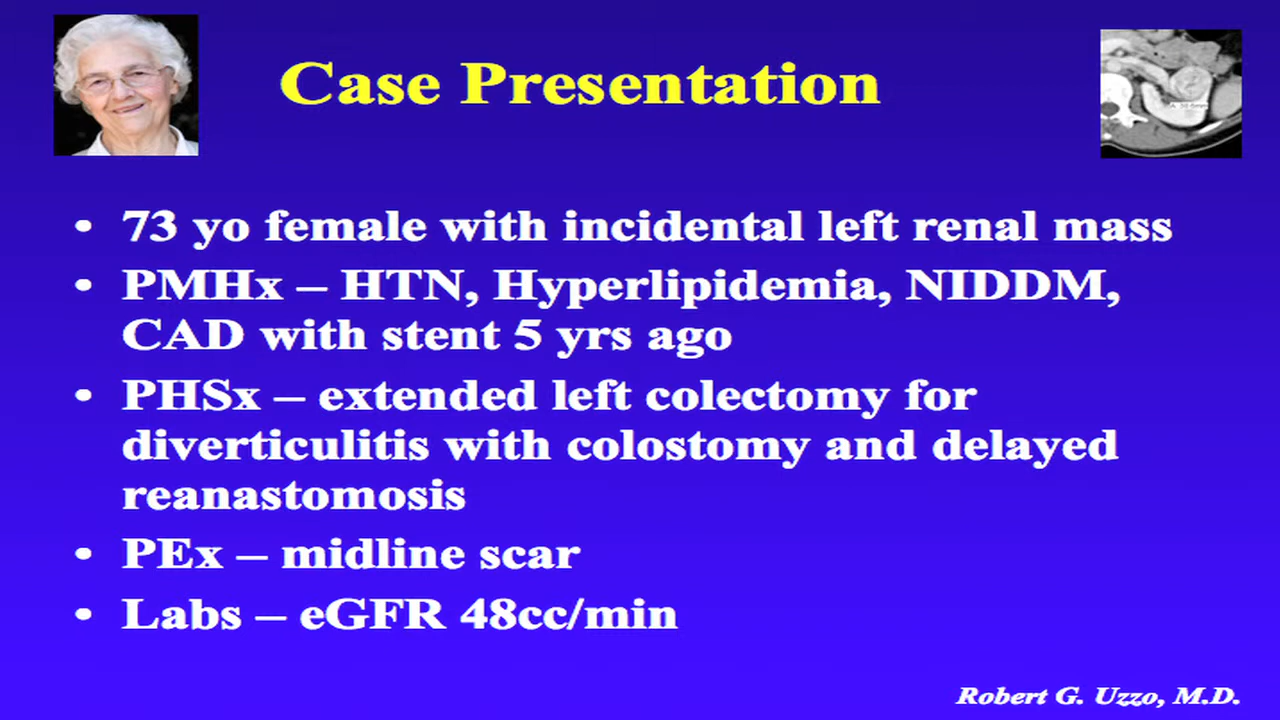 Case Presentation
• 73 yo female with incidental left renal mass
• PMHx – HTN, Hyperlipidemia, NIDDM,
CAD with stent 5 yrs ago
• PHSx – extended left colectomy for
diverticulitis with colostomy and delayed
reanastomosis
• PEx – midline scar
• Labs – eGFR 48cc/min
Robert G. Uzzo, M.D.